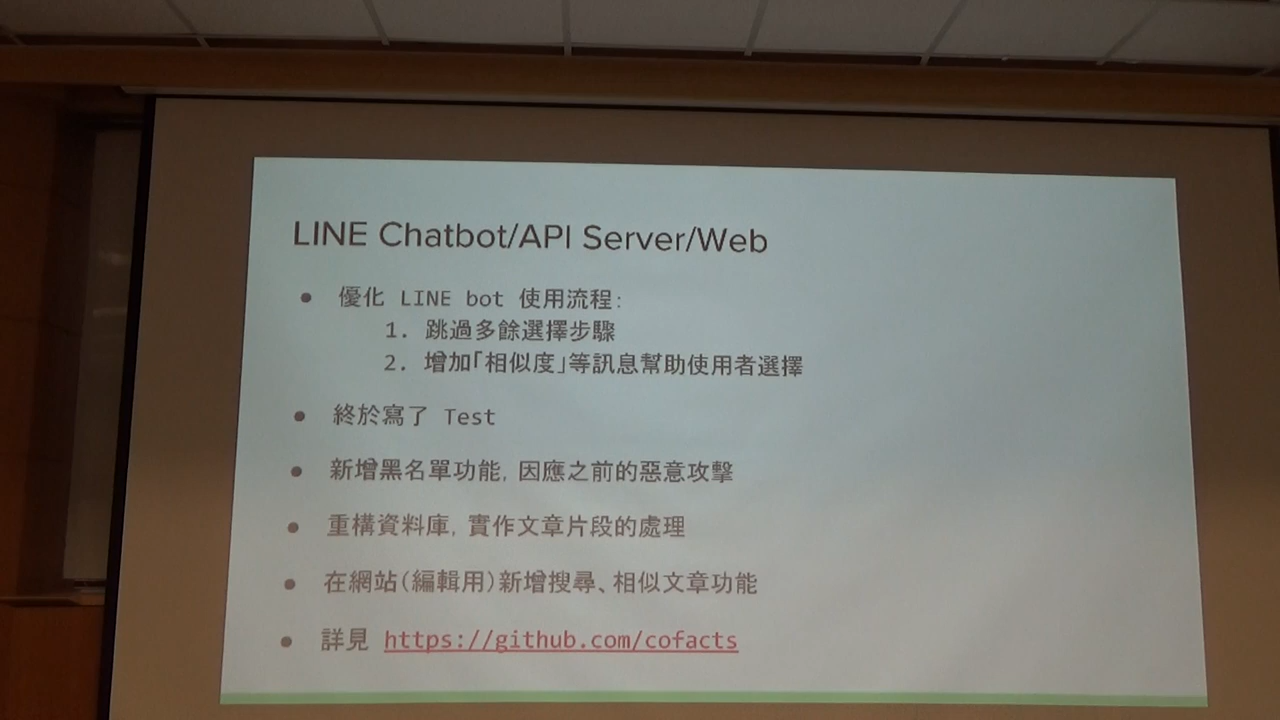 LINE Chatbot/API Server/Web
● 優化 LINE bot 使用流程:
1. 跳過多餘選擇步驟
2. 增加「相似度」等訊息幫助使用者選擇
● 終於寫了 Test
● 新增黑名單功能, 因應之前的惡意攻擊
● 重構資料庫, 實作文章片段的處理
● 在網站(編輯用)新增搜尋、相似文章功能
● 詳見 https://github.com/cofacts